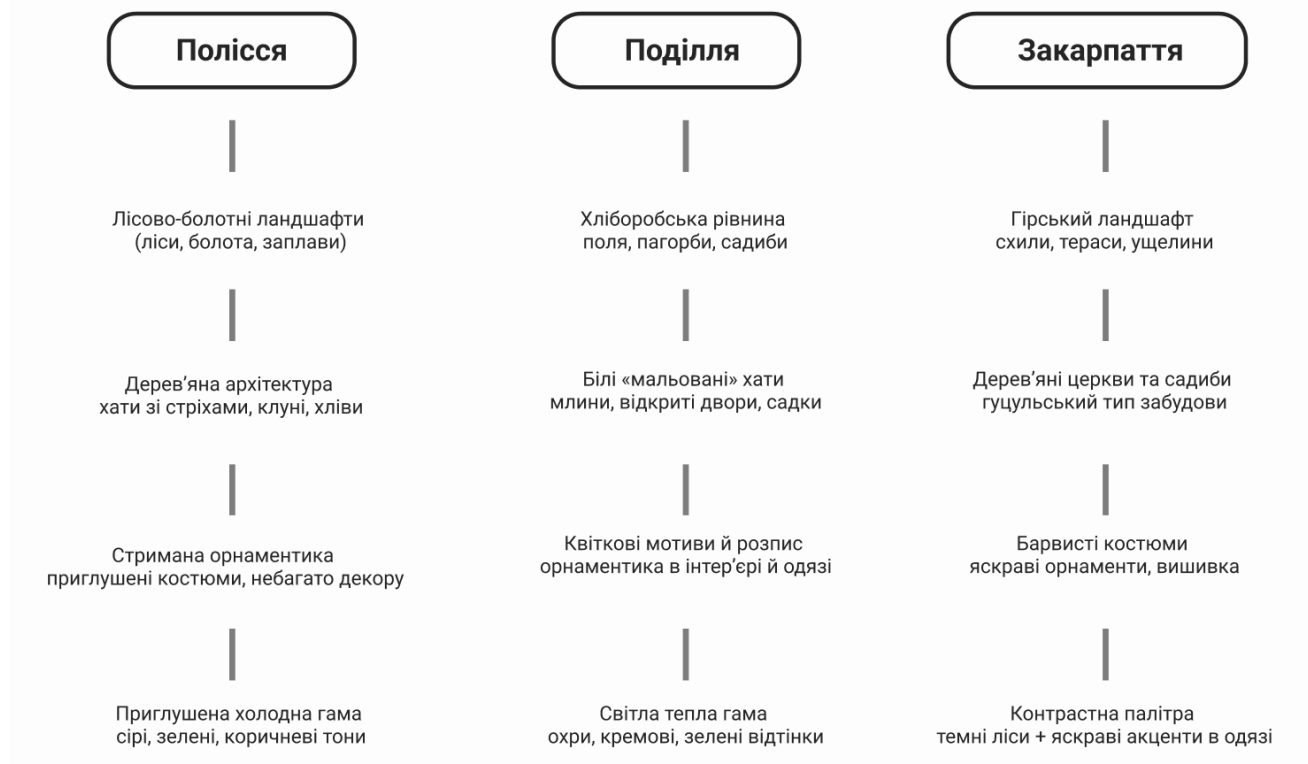 Полісся
Лісово-болотні ландшафти
(ліси, болота, заплави)
Дерев’яна архітектура
хати зі стріхами, клуні, хліви
Стримана орнаментика
приглушені костюми, небагато декору
Приглушена холодна гама
сірі, зелені, коричневі тони
Поділля
Хліборобська рівнина
поля, пагорби, садиби
Білі «мальовані» хати
млини, відкриті двори, садки
Квіткові мотиви й розпис
орнаментика в інтер’єрі й одязі
Світла тепла гама
охри, кремові, зелені відтінки
Закарпаття
Гірський ландшафт
схили, тераси, ущелини
Дерев’яні церкви та садиби
гуцульський тип забудови
Барвисті костюми
яскраві орнаменти, вишивка
Контрастна палітра
темні ліси + яскраві акценти в одязі